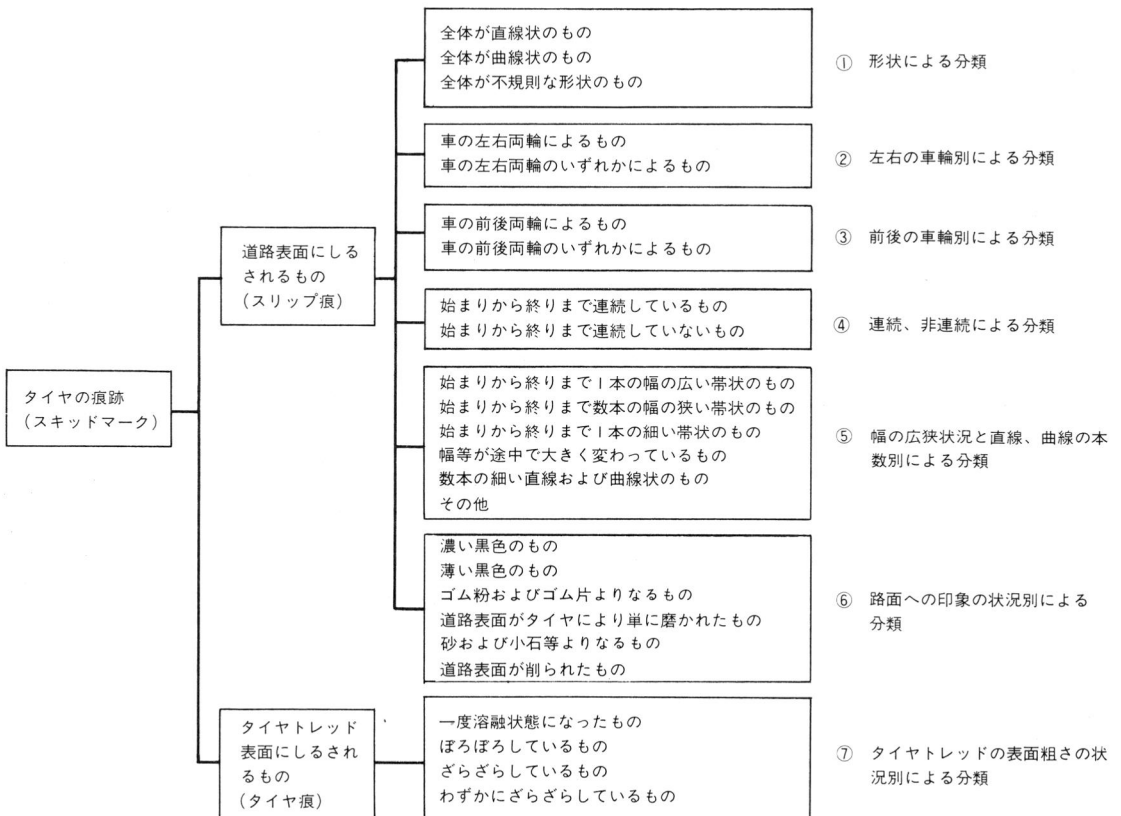 全体が直線状のもの
全体が曲線状のもの
全体が不規則な形状のもの
① 形状による分類
車の左右両輪によるもの
車の左右両輪のいずれかによるもの
② 左右の車輪別による分類
車の前後両輪によるもの
車の前後両輪のいずれかによるもの
③ 前後の車輪別による分類
道路表面にしる
されるもの
(スリップ痕)
始まりから終りまで連続しているもの
始まりから終りまで連続していないもの
④ 連続、非連続による分類
タイヤの痕跡
(スキッドマーク)
始まりから終りまで1本の幅の広い帯状のもの
始まりから終りまで数本の幅の狭い帯状のもの
始まりから終りまで1本の細い帯状のもの
幅等が途中で大きく変わっているもの
数本の細い直線および曲線状のもの
その他
⑤ 幅の広狭状況と直線、曲線の本
数別による分類
濃い黒色のもの
薄い黒色のもの
ゴム粉およびゴム片よりなるもの
道路表面がタイヤにより単に磨かれたもの
砂および小石等よりなるもの
道路表面が削られたもの
⑥ 路面への印象の状況別による
分類
タイヤトレッド
表面にしるされ
るもの
(タイヤ痕)
一度溶融状態になったもの
ぼろぼろしているもの
ざらざらしているもの
わずかにざらざらしているもの
⑦ タイヤトレッドの表面粗さの状
況別による分類